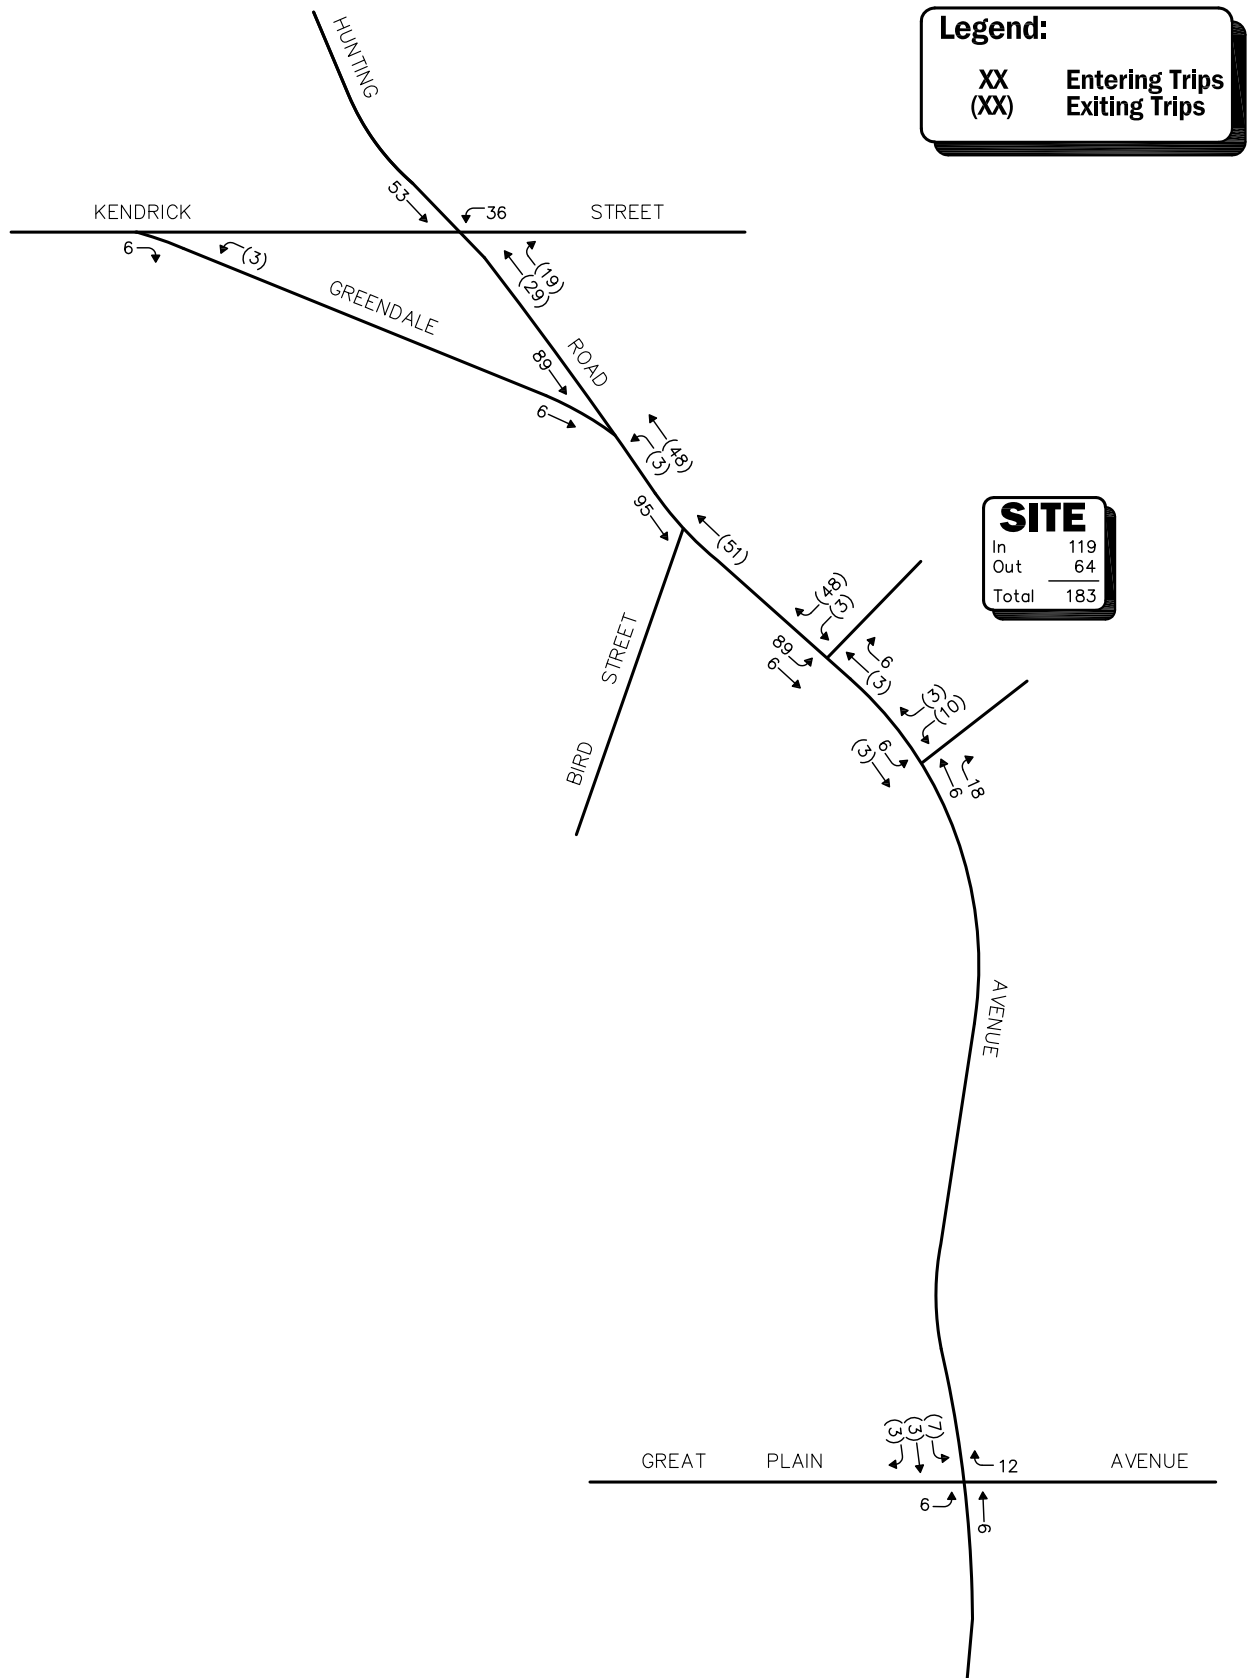 Legend:
XX Entering Trips
(XX) Exiting Trips
HUNTING
53
KENDRICK
36
STREET
6
(3)
(19)
(29)
GREENDALE
ROAD
89
6
(48)
(3)
95
(51)
SITE
In 119
Out 64
Total 183
(48)
(3)
89
6
6
(3)
STREET
BIRD
(3)
(10)
6
(3)
18
6
AVENUE
(3)
(3)
(7)
GREAT PLAIN
12
AVENUE
6
6